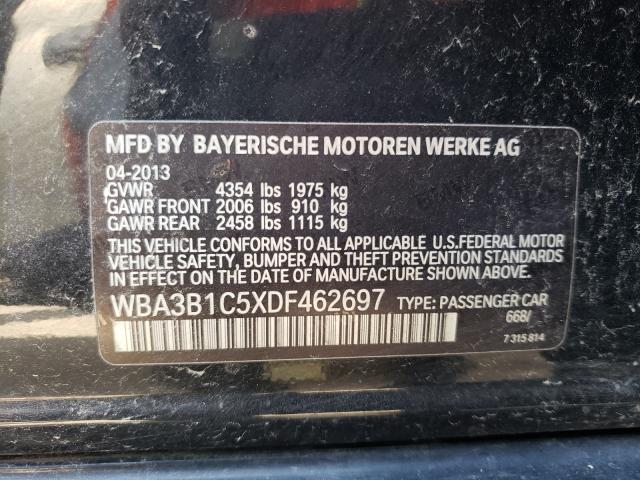 MFD BY BAYERISCHE MOTOREN WERKE AG
04-2013
GVWR 4354 lbs 1975 kg
GAWR FRONT 2006 lbs 910 kg
GAWR REAR 2458 lbs 1115 kg
THIS VEHICLE CONFORMS TO ALL APPLICABLE U.S.FEDERAL MOTOR
VEHICLE SAFETY, BUMPER AND THEFT PREVENTION STANDARDS
IN EFFECT ON THE DATE OF MANUFACTURE SHOWN ABOVE.
WBA3B1C5XDF462697 TYPE: PASSENGER CAR
668/
7 315 814